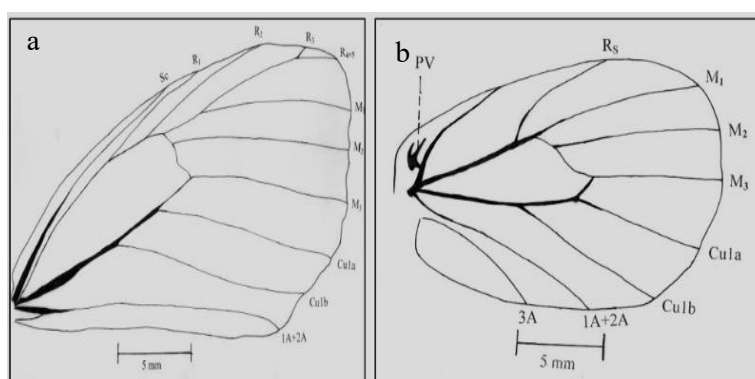 a
Sc
R1
R2
R3
R4+5
M1
M2
M3
Cu1a
Cu1b
1A+2A
5 mm
b
PV
RS
M1
M2
M3
Cu1a
Cu1b
1A+2A
3A
5 mm